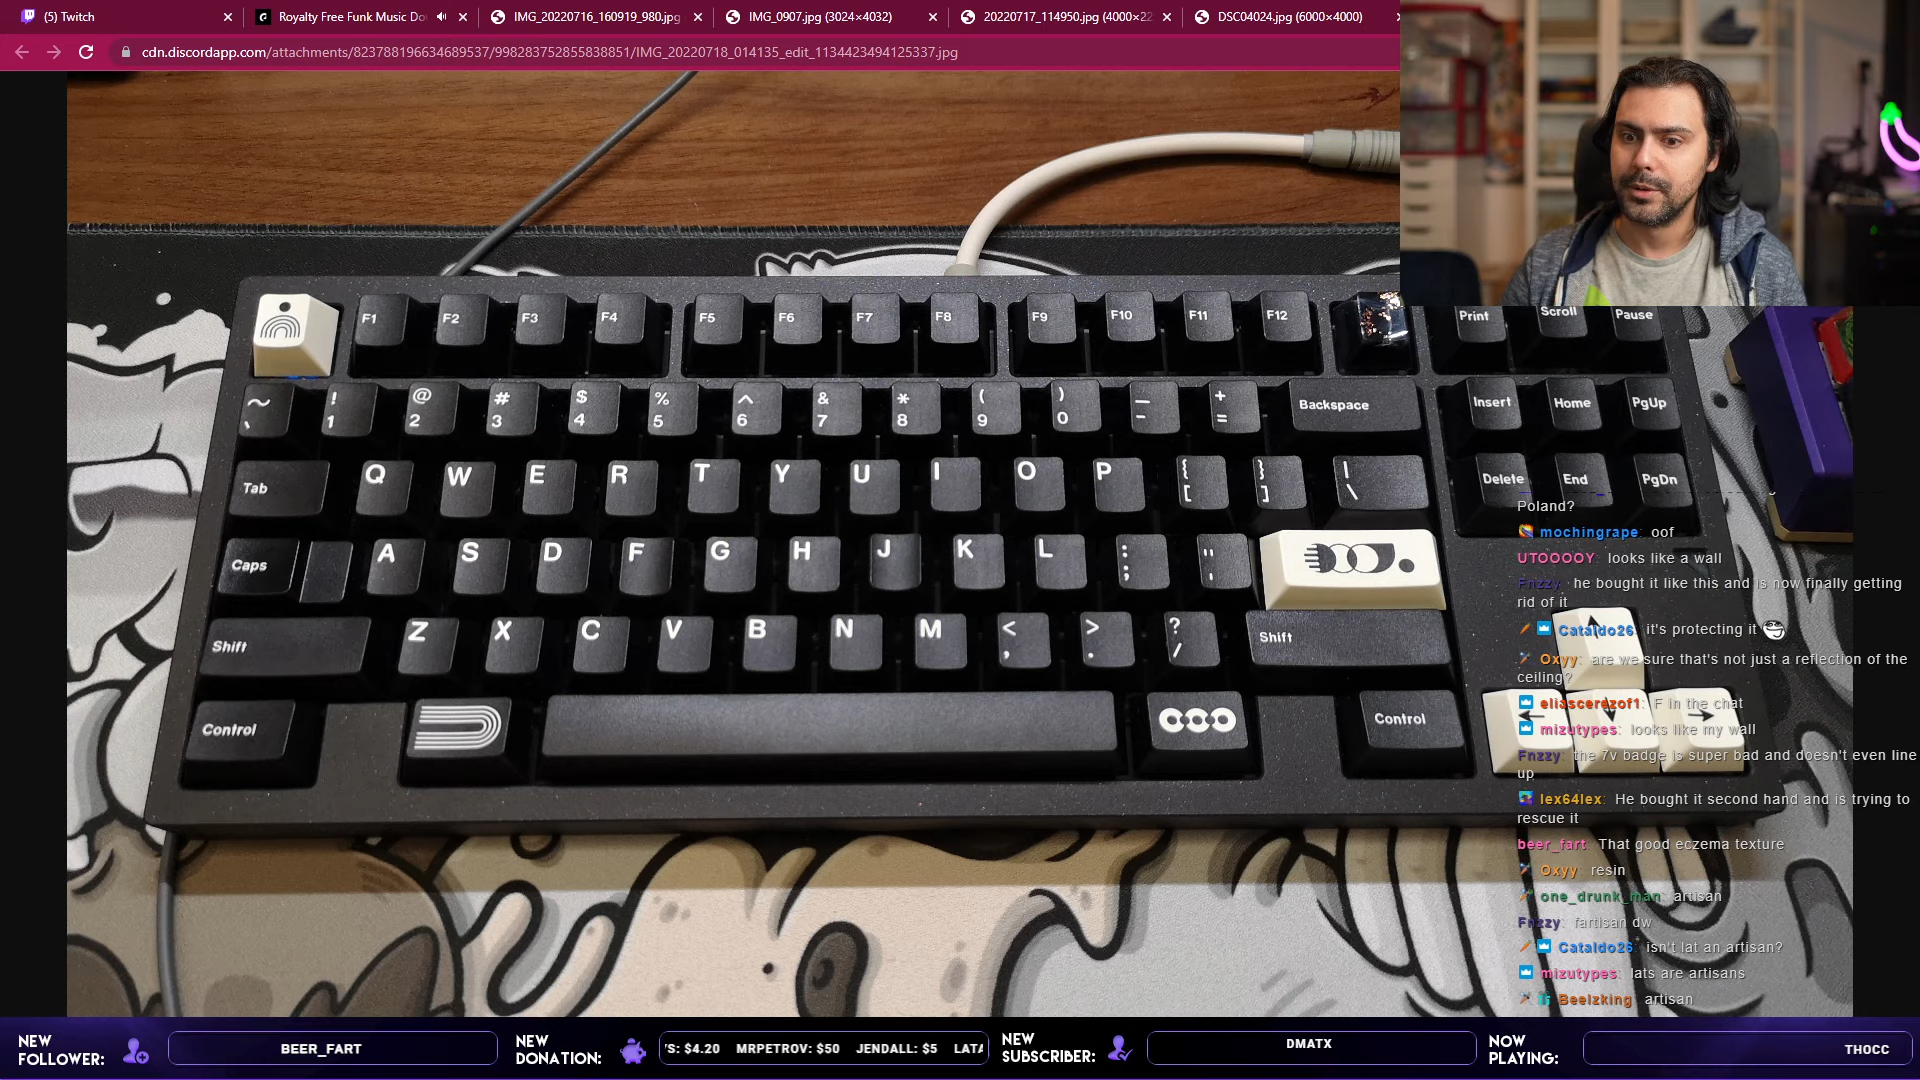 (5) Twitch
Royalty Free Funk Music Do
IMG_20220716_160919_980.jpg
IMG_0907.jpg (3024×4032)
20220717_114950.jpg (4000×22
DSC04024.jpg (6000×4000)
cdn.discordapp.com/attachments/823788196634689537/998283752855838851/IMG_20220718_014135_edit_1134423494125337.jpg
F1 F2 F3 F4 F5 F6 F7 F8 F9 F10 F11 F12 Print Scroll Pause
~ ! @ # $ % ^ & * ( ) _ + Backspace Insert Home PgUp
` 1 2 3 4 5 6 7 8 9 0 - =
Tab Q W E R T Y U I O P { } | Delete End PgDn
[ ] \
Caps A S D F G H J K L : "
; '
Shift Z X C V B N M < > ? Shift
, . /
Control Control
Poland?
mochingrape: oof
UTOOOOY: looks like a wall
Fnzzy: he bought it like this and is now finally getting
rid of it
Cataldo26: it's protecting it
Oxyy: are we sure that's not just a reflection of the
ceiling?
eliascerezof1: F in the chat
mizutypes: looks like my wall
Fnzzy: the 7v badge is super bad and doesn't even line
up
lex64lex: He bought it second hand and is trying to
rescue it
beer_fart: That good eczema texture
Oxyy: resin
one_drunk_man: artisan
Fnzzy: fartisan dw
Cataldo26: isn't lat an artisan?
mizutypes: lats are artisans
Beelzking: artisan
NEW
FOLLOWER:
BEER_FART
NEW
DONATION:
'S: $4.20 MRPETROV: $50 JENDALL: $5 LATA
NEW
SUBSCRIBER:
DMATX
NOW
PLAYING:
THOCC